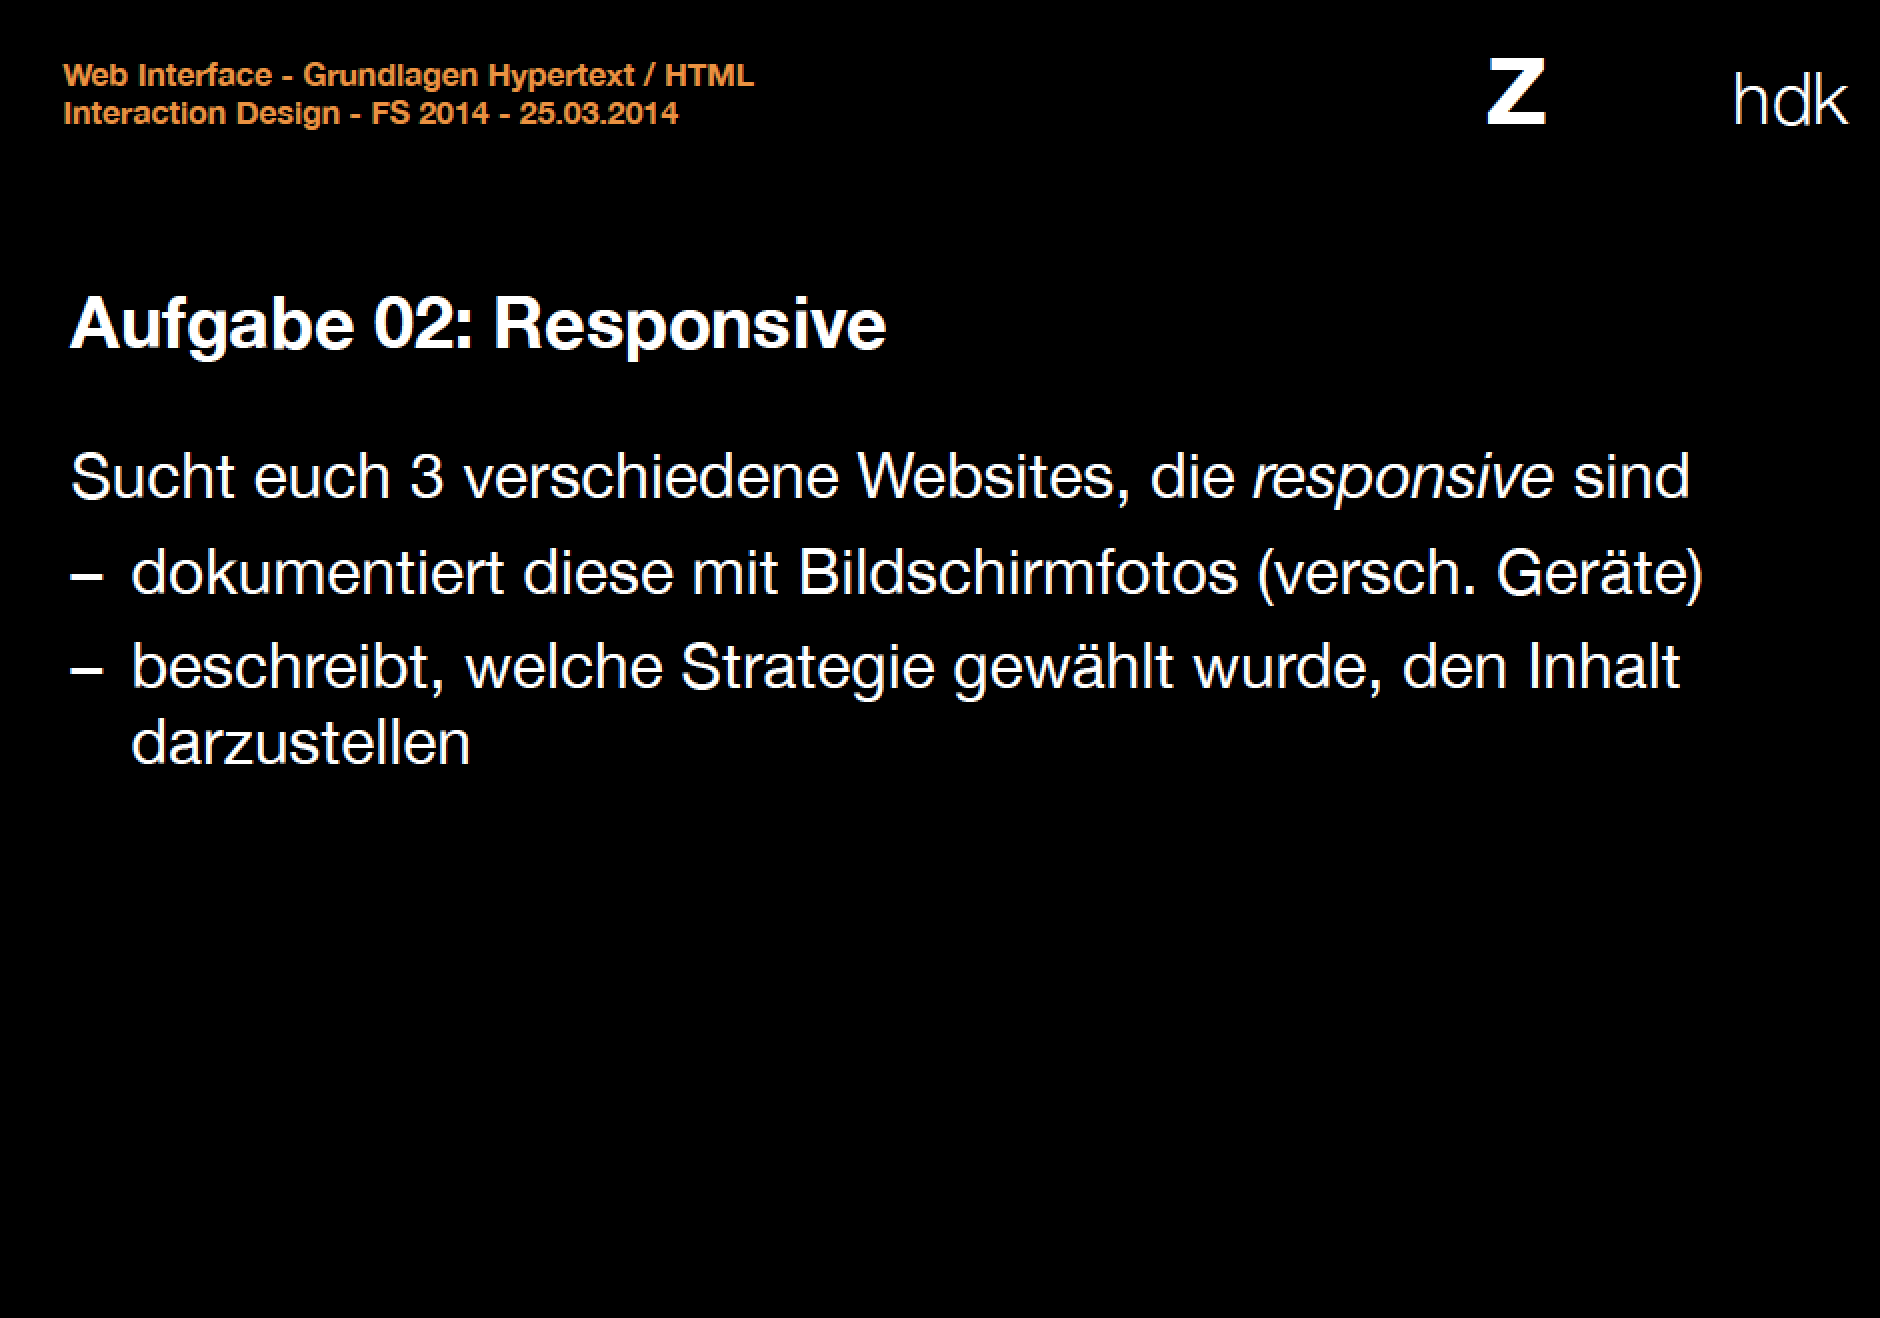 Web Interface - Grundlagen Hypertext / HTML
Interaction Design - FS 2014 - 25.03.2014
Z hdk
Aufgabe 02: Responsive
Sucht euch 3 verschiedene Websites, die responsive sind
– dokumentiert diese mit Bildschirmfotos (versch. Geräte)
– beschreibt, welche Strategie gewählt wurde, den Inhalt
darzustellen